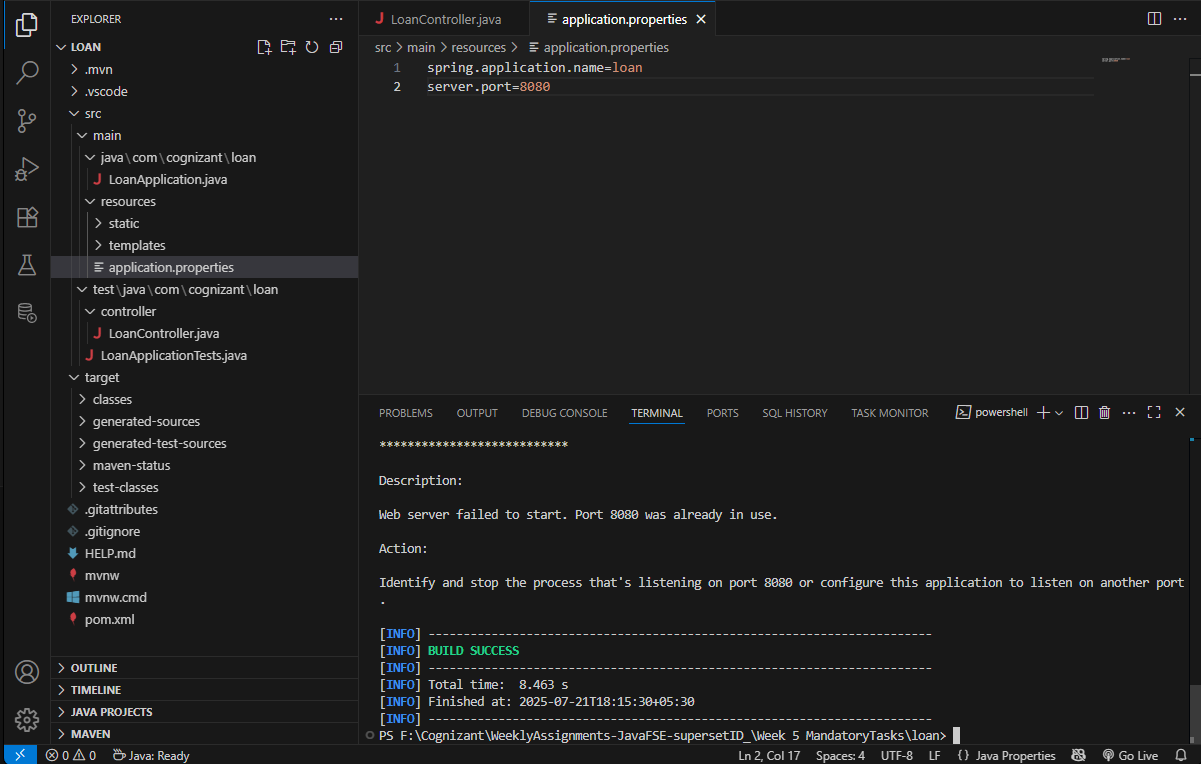 EXPLORER
LOAN
.mvn
.vscode
src
main
java\com\cognizant\loan
LoanApplication.java
resources
static
templates
application.properties
test\java\com\cognizant\loan
controller
LoanController.java
LoanApplicationTests.java
target
classes
generated-sources
generated-test-sources
maven-status
test-classes
.gitattributes
.gitignore
HELP.md
mvnw
mvnw.cmd
pom.xml
OUTLINE
TIMELINE
JAVA PROJECTS
MAVEN
LoanController.java
application.properties
src > main > resources > application.properties
1 spring.application.name=loan
2 server.port=8080
PROBLEMS OUTPUT DEBUG CONSOLE TERMINAL PORTS SQL HISTORY TASK MONITOR powershell
***************************
Description:
Web server failed to start. Port 8080 was already in use.
Action:
Identify and stop the process that's listening on port 8080 or configure this application to listen on another port
.
[INFO] ------------------------------------------------------------------------
[INFO] BUILD SUCCESS
[INFO] ------------------------------------------------------------------------
[INFO] Total time:  8.463 s
[INFO] Finished at: 2025-07-21T18:15:30+05:30
[INFO] ------------------------------------------------------------------------
PS F:\Cognizant\WeeklyAssignments-JavaFSE-supersetID_\Week 5 MandatoryTasks\loan>
0 0 Java: Ready Ln 2, Col 17 Spaces: 4 UTF-8 LF {} Java Properties Go Live